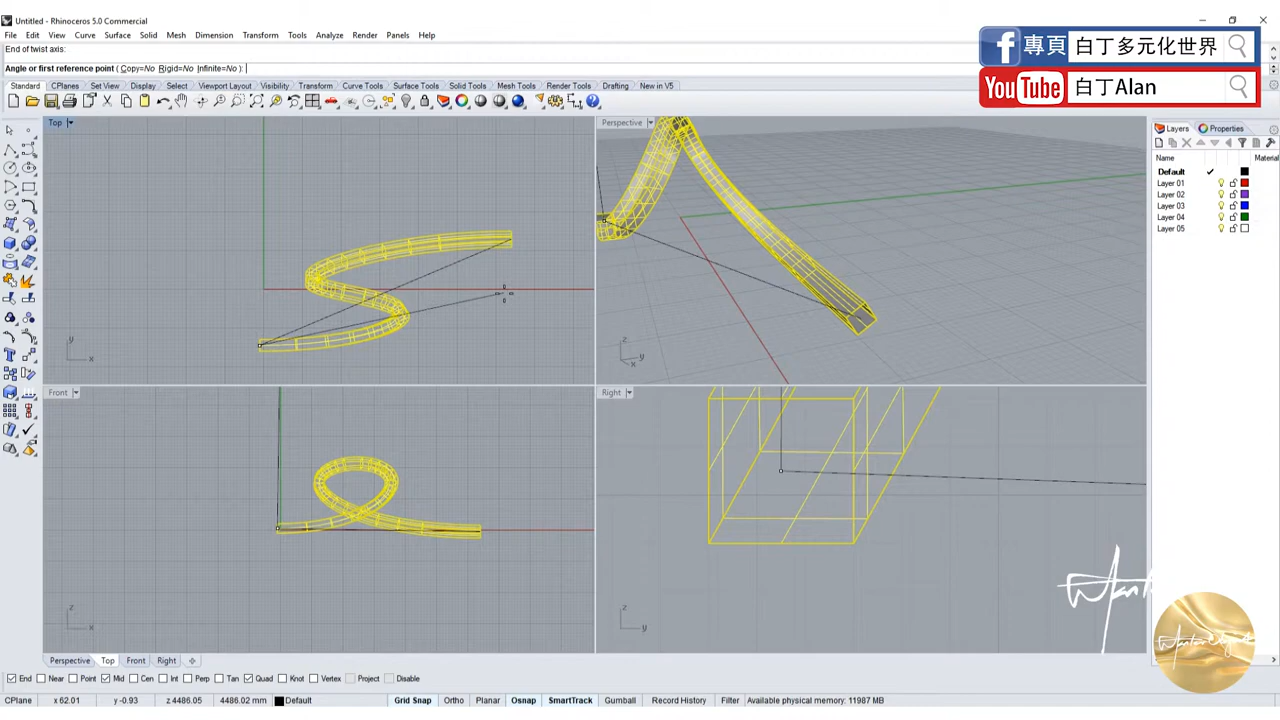 Untitled - Rhinoceros 5.0 Commercial
File Edit View Curve Surface Solid Mesh Dimension Transform Tools Analyze Render Panels Help
End of twist axis:
Angle or first reference point ( Copy=No Rigid=No Infinite=No ):
專頁 白丁多元化世界
YouTube 白丁Alan
Standard CPlanes Set View Display Select Viewport Layout Visibility Transform Curve Tools Surface Tools Solid Tools Mesh Tools Render Tools Drafting New in V5
Top
Perspective
Layers Properties
Name Material
Default
Layer 01
Layer 02
Layer 03
Layer 04
Layer 05
y
x
z
y
x
Front
Right
z
x
z
y
Perspective Top Front Right
End Near Point Mid Cen Int Perp Tan Quad Knot Vertex Project Disable
CPlane x 62.01 y -0.93 z 4486.05 4486.02 mm Default Grid Snap Ortho Planar Osnap SmartTrack Gumball Record History Filter Available physical memory: 11987 MB